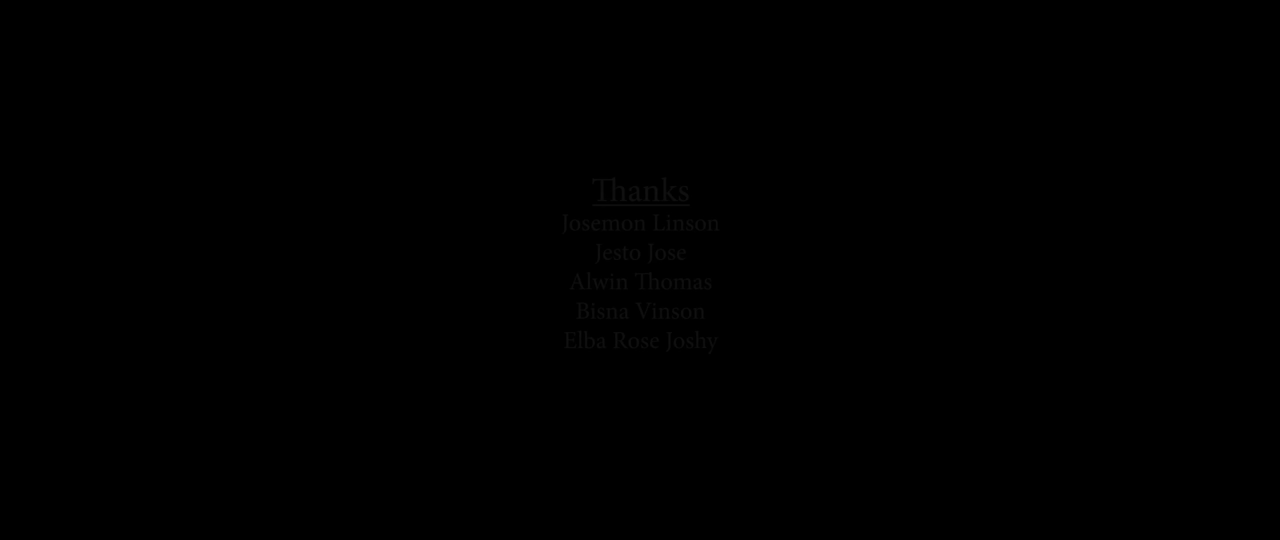 Thanks
Josemon Linson
Jesto Jose
Alwin Thomas
Bisna Vinson
Elba Rose Joshy